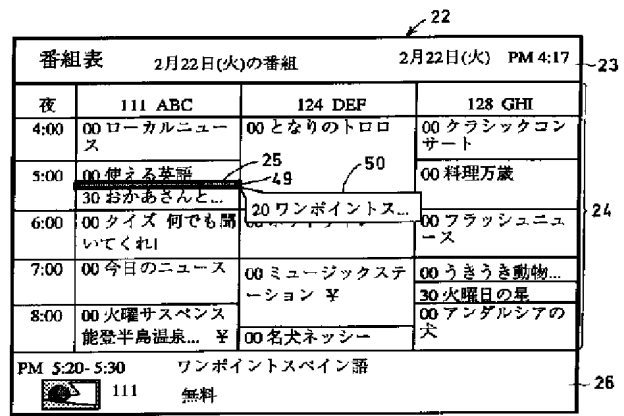 22
番組表 2月22日(火)の番組 2月22日(火) PM 4:17
23
夜 111 ABC 124 DEF 128 GHI
4:00 00 ローカルニュース 00 となりのトロロ 00 クラシックコンサート
25
50
49
5:00 00 使える英語 00 料理万歳
30 おかあさんと...
20 ワンポイントス...
24
6:00 00 クイズ 何でも聞いてくれ! 00 フラッシュニュース
7:00 00 今日のニュース 00 ミュージックステーション ¥ 00 うきうき動物...
30 火曜日の星
8:00 00 火曜サスペンス能登半島温泉... ¥ 00 名犬ネッシー 00 アンダルシアの犬
PM 5:20-5:30 ワンポイントスペイン語
26
111 無料